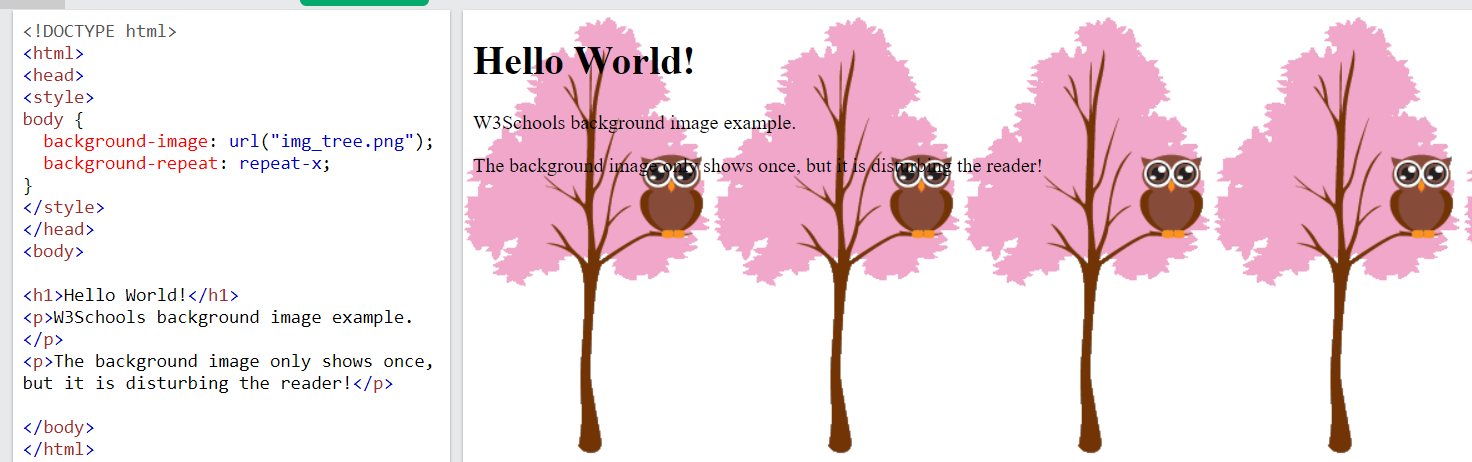 <!DOCTYPE html>
<html>
<head>
<style>
body {
  background-image: url("img_tree.png");
  background-repeat: repeat-x;
}
</style>
</head>
<body>

<h1>Hello World!</h1>
<p>W3Schools background image example.
</p>
<p>The background image only shows once,
but it is disturbing the reader!</p>

</body>
</html>
Hello World!
W3Schools background image example.
The background image only shows once, but it is disturbing the reader!